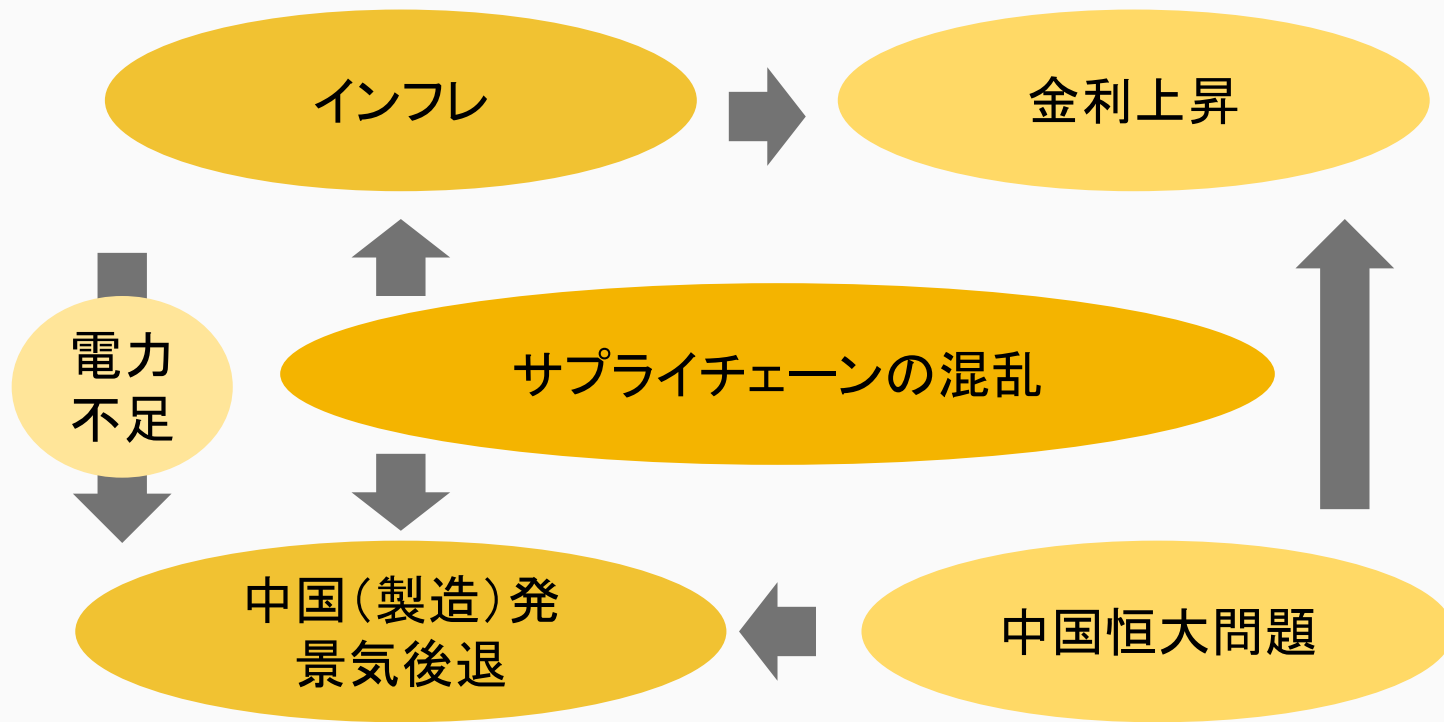 インフレ
金利上昇
電力
不足
サプライチェーンの混乱
中国（製造）発
景気後退
中国恒大問題